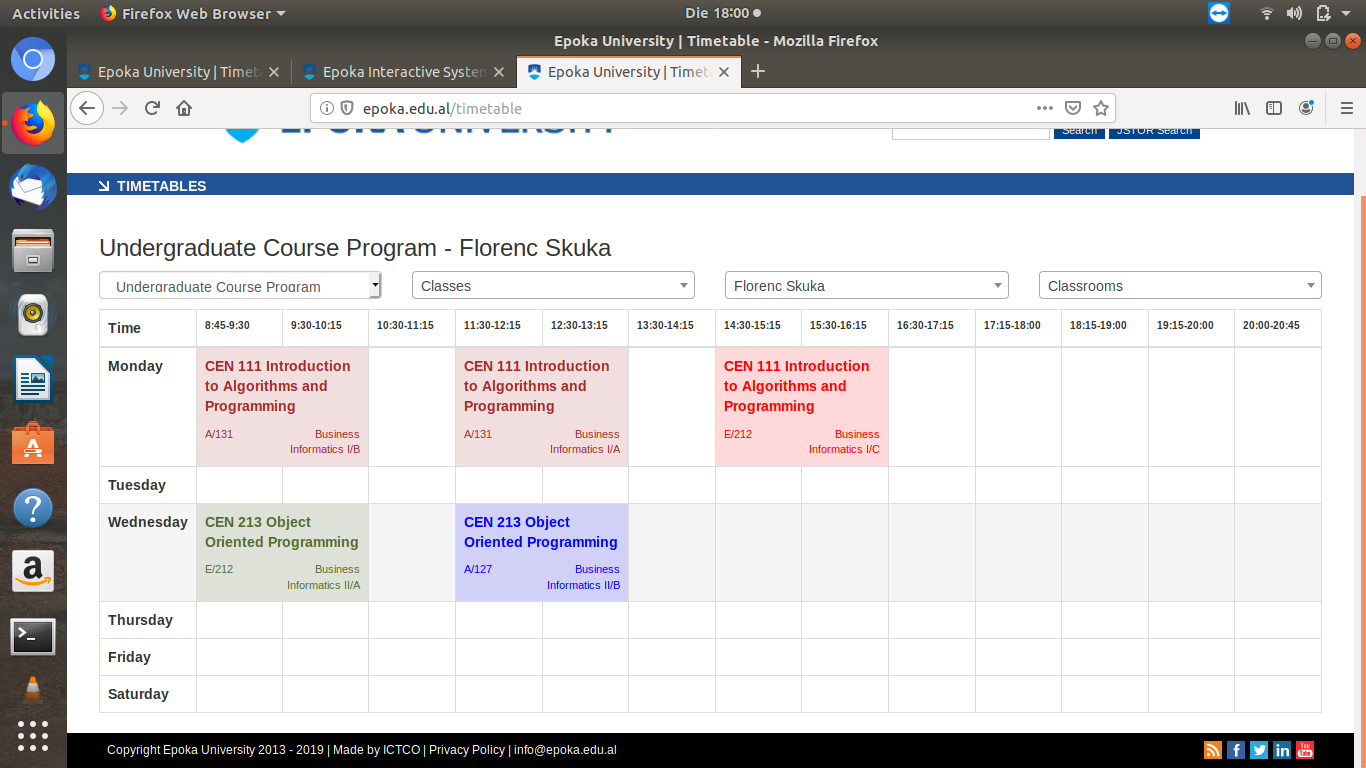 Activities
Firefox Web Browser
Die 18:00
Epoka University | Timetable - Mozilla Firefox
Epoka University | Timeta
Epoka Interactive System
Epoka University | Timeta
epoka.edu.al/timetable
EPOKA UNIVERSITY
Search
JSTOR Search
TIMETABLES
Undergraduate Course Program - Florenc Skuka
Undergraduate Course Program
Classes
Florenc Skuka
Classrooms
Time 8:45-9:30 9:30-10:15 10:30-11:15 11:30-12:15 12:30-13:15 13:30-14:15 14:30-15:15 15:30-16:15 16:30-17:15 17:15-18:00 18:15-19:00 19:15-20:00 20:00-20:45
Monday
CEN 111 Introduction
to Algorithms and
Programming
A/131 Business
Informatics I/B
CEN 111 Introduction
to Algorithms and
Programming
A/131 Business
Informatics I/A
CEN 111 Introduction
to Algorithms and
Programming
E/212 Business
Informatics I/C
Tuesday
Wednesday
CEN 213 Object
Oriented Programming
E/212 Business
Informatics II/A
CEN 213 Object
Oriented Programming
A/127 Business
Informatics II/B
Thursday
Friday
Saturday
Copyright Epoka University 2013 - 2019 | Made by ICTCO | Privacy Policy | info@epoka.edu.al